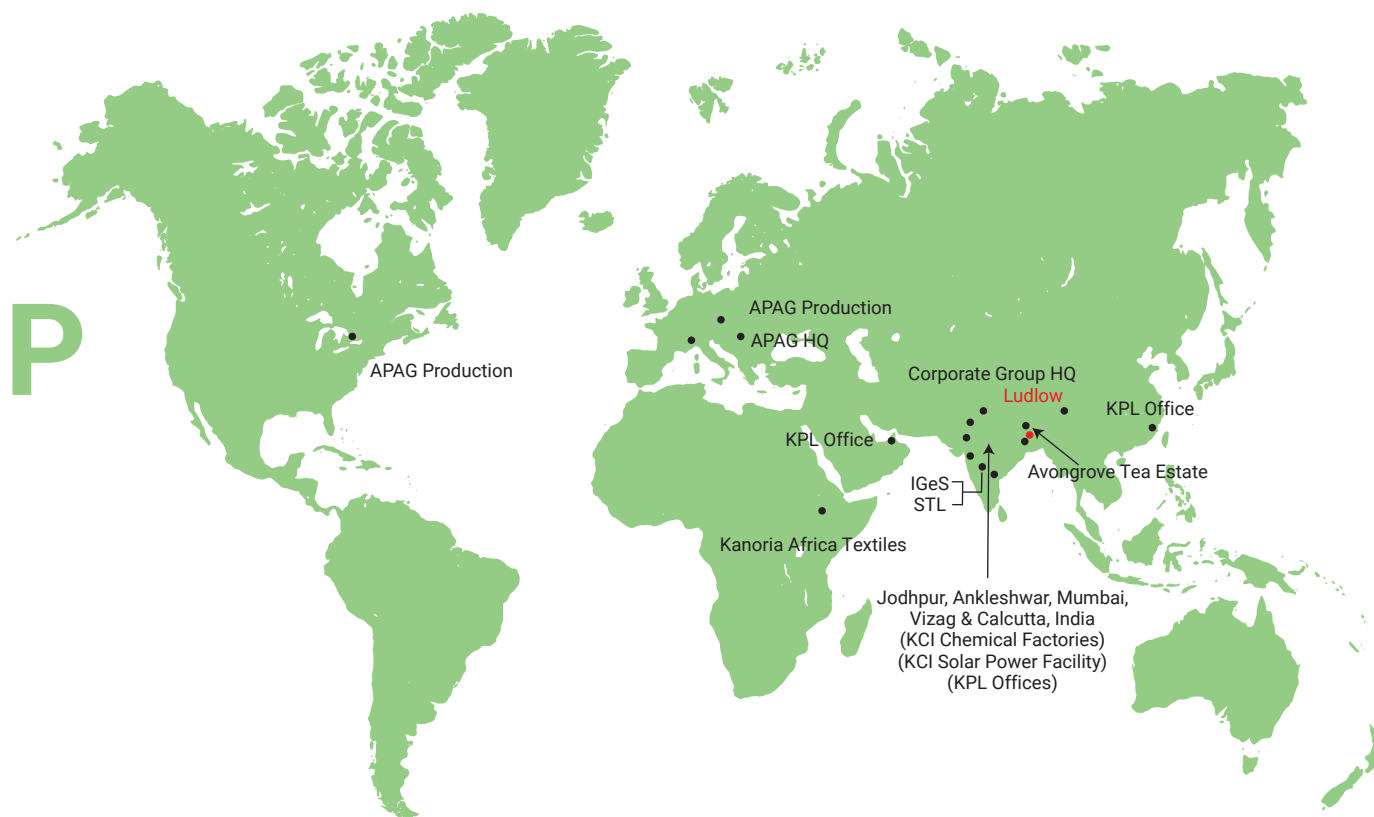 P
APAG Production
APAG HQ
APAG Production
Corporate Group HQ
Ludlow
KPL Office
KPL Office
Avongrove Tea Estate
IGeS
STL
Kanoria Africa Textiles
Jodhpur, Ankleshwar, Mumbai,
Vizag & Calcutta, India
(KCI Chemical Factories)
(KCI Solar Power Facility)
(KPL Offices)